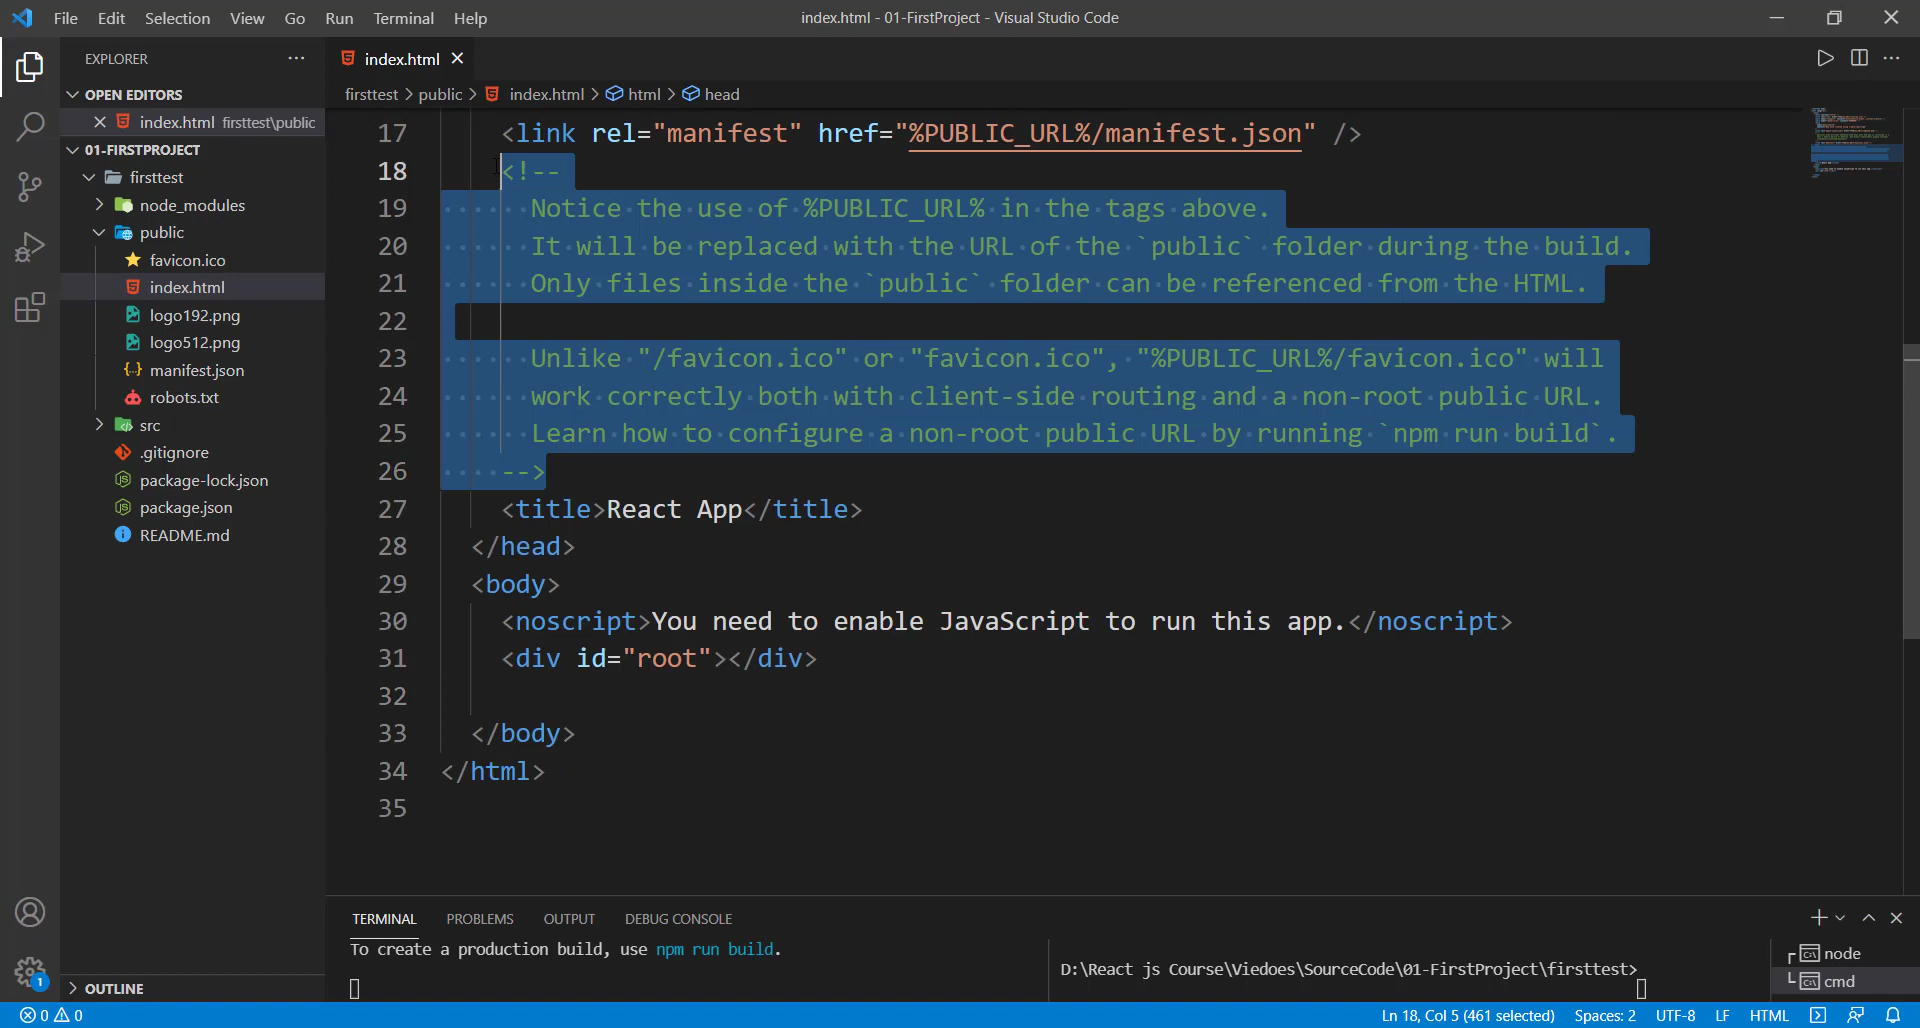 File Edit Selection View Go Run Terminal Help
index.html - 01-FirstProject - Visual Studio Code
EXPLORER
OPEN EDITORS
index.html firsttest\public
01-FIRSTPROJECT
firsttest
node_modules
public
favicon.ico
index.html
logo192.png
logo512.png
manifest.json
robots.txt
src
.gitignore
package-lock.json
package.json
README.md
OUTLINE
index.html
firsttest > public > index.html > html > head
17 <link rel="manifest" href="%PUBLIC_URL%/manifest.json" />
18 <!--
19 Notice the use of %PUBLIC_URL% in the tags above.
20 It will be replaced with the URL of the `public` folder during the build.
21 Only files inside the `public` folder can be referenced from the HTML.
22
23 Unlike "/favicon.ico" or "favicon.ico", "%PUBLIC_URL%/favicon.ico" will
24 work correctly both with client-side routing and a non-root public URL.
25 Learn how to configure a non-root public URL by running `npm run build`.
26 -->
27 <title>React App</title>
28 </head>
29 <body>
30 <noscript>You need to enable JavaScript to run this app.</noscript>
31 <div id="root"></div>
32
33 </body>
34 </html>
35
TERMINAL PROBLEMS OUTPUT DEBUG CONSOLE
To create a production build, use npm run build.
D:\React js Course\Viedoes\SourceCode\01-FirstProject\firsttest>
node
cmd
1
0 0
Ln 18, Col 5 (461 selected) Spaces: 2 UTF-8 LF HTML